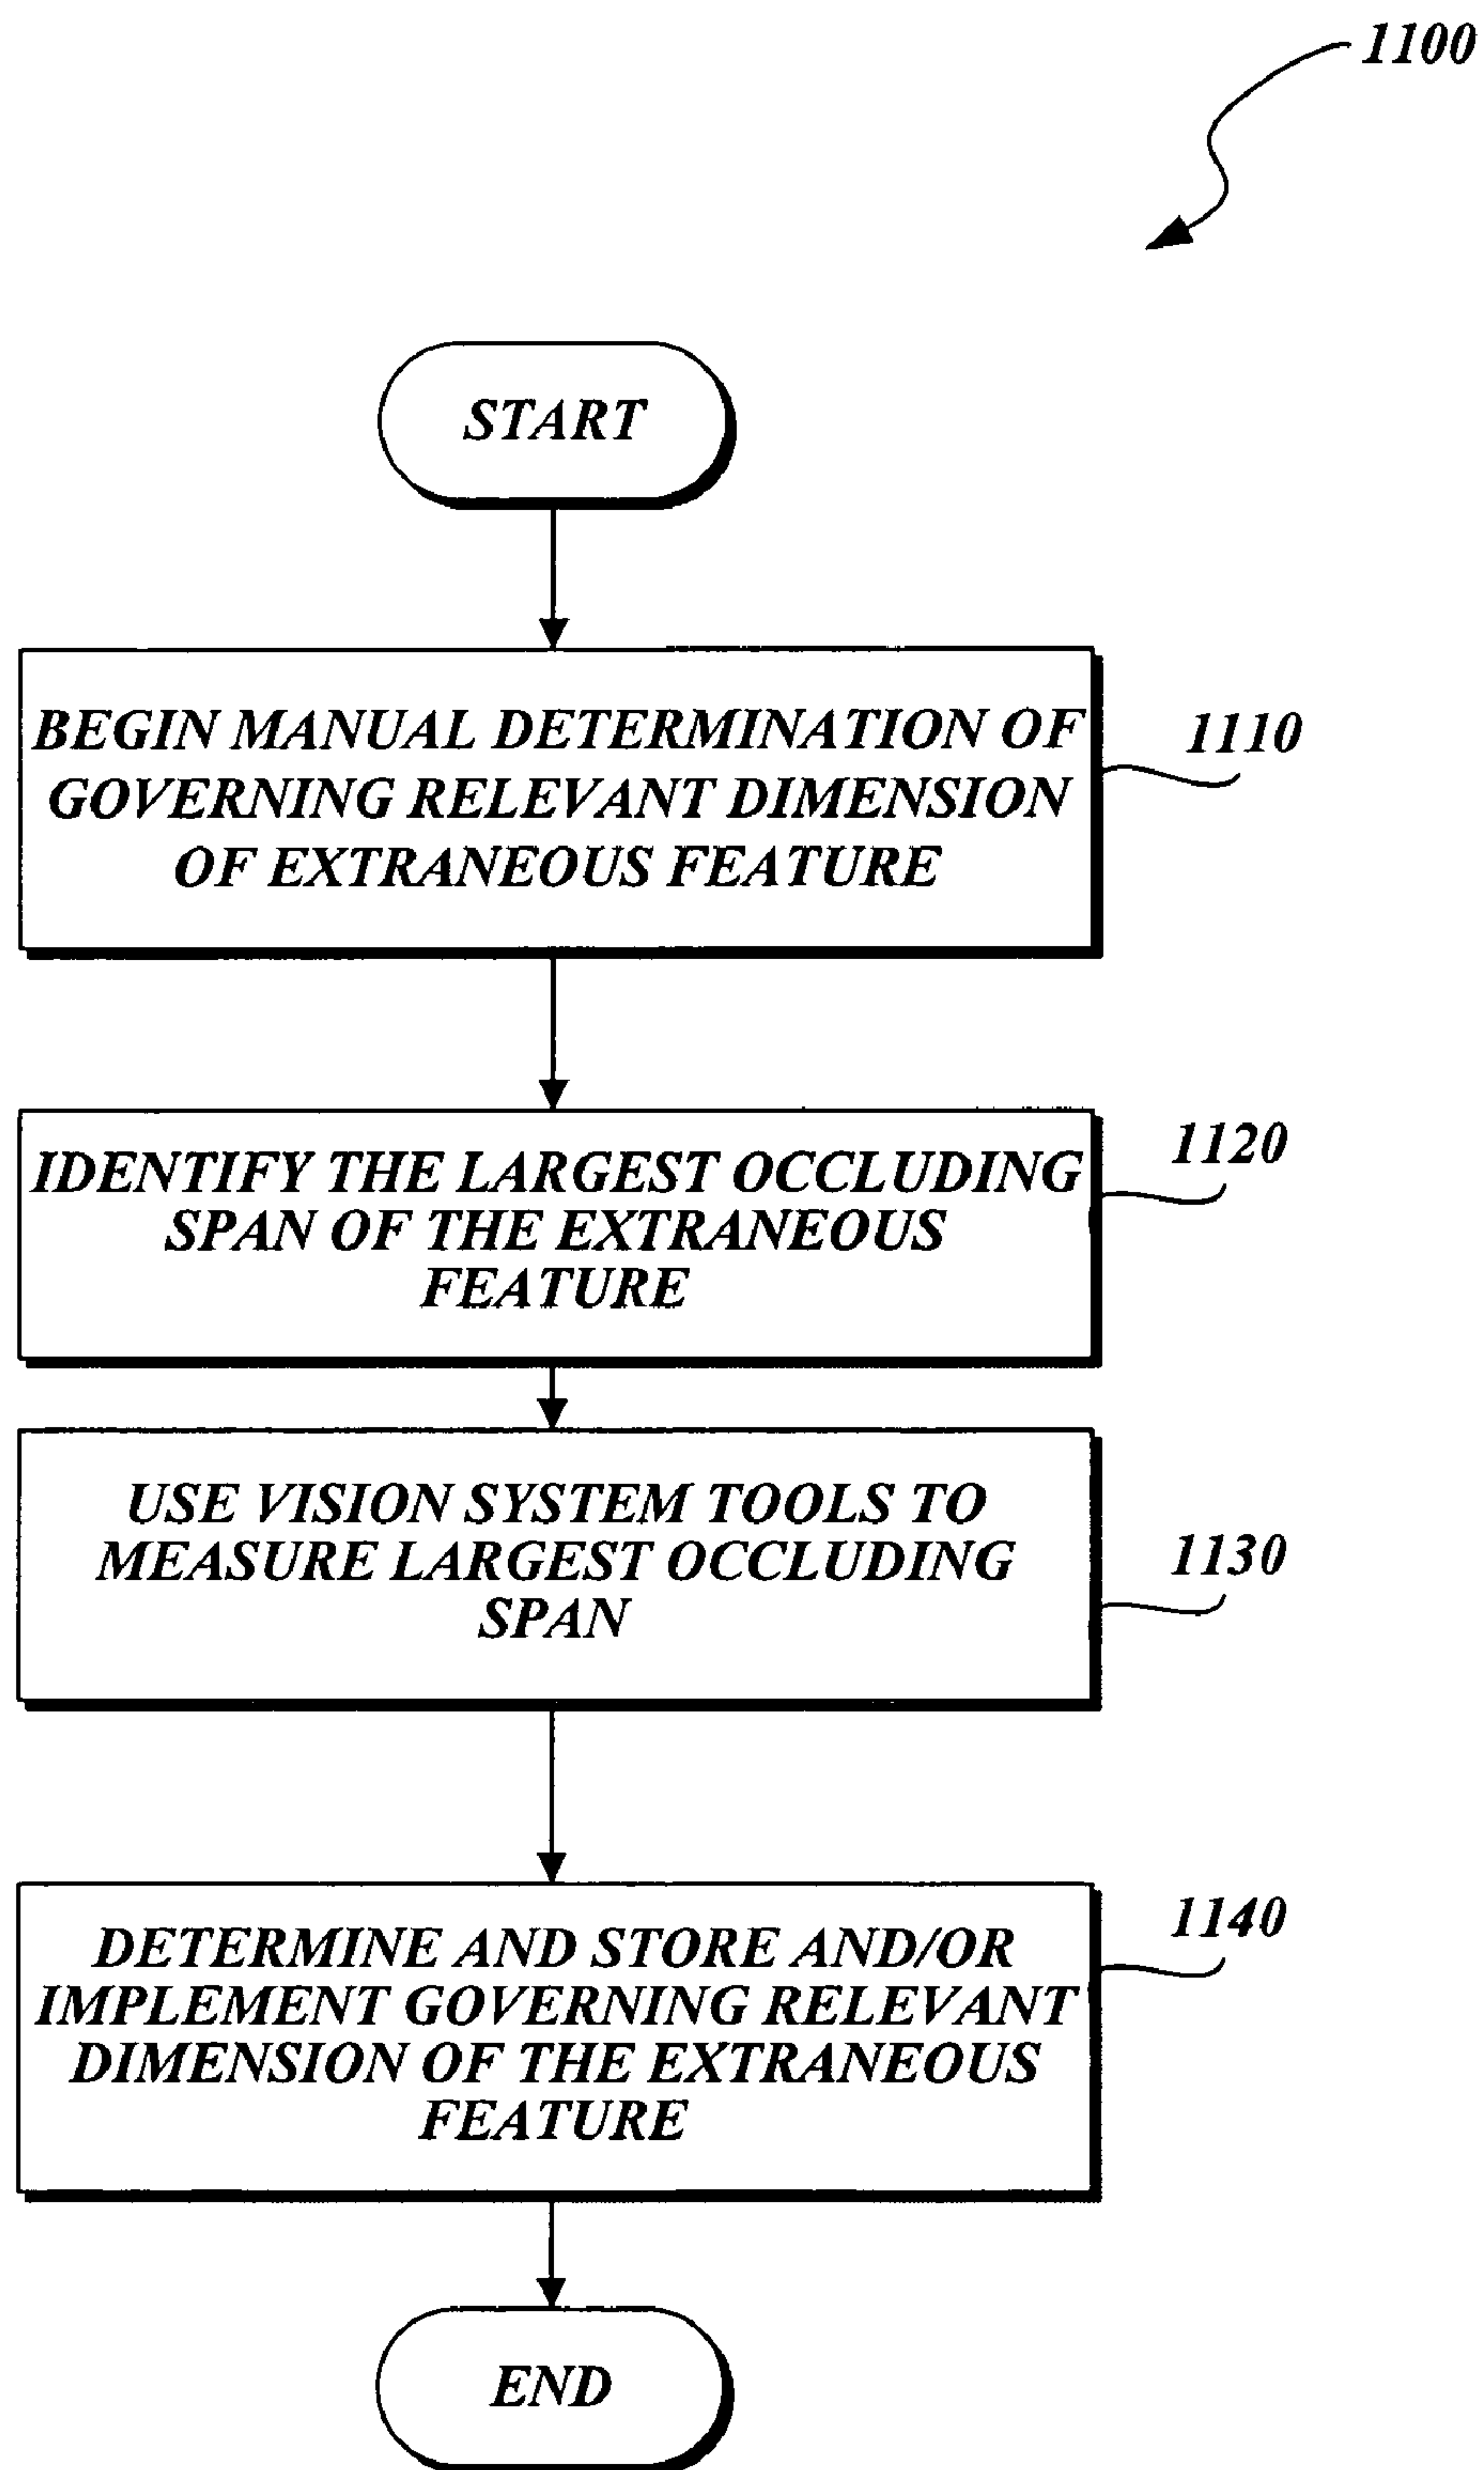 1100
START
BEGIN MANUAL DETERMINATION OF
GOVERNING RELEVANT DIMENSION
OF EXTRANEOUS FEATURE
1110
IDENTIFY THE LARGEST OCCLUDING
SPAN OF THE EXTRANEOUS
FEATURE
1120
USE VISION SYSTEM TOOLS TO
MEASURE LARGEST OCCLUDING
SPAN
1130
DETERMINE AND STORE AND/OR
IMPLEMENT GOVERNING RELEVANT
DIMENSION OF THE EXTRANEOUS
FEATURE
1140
END